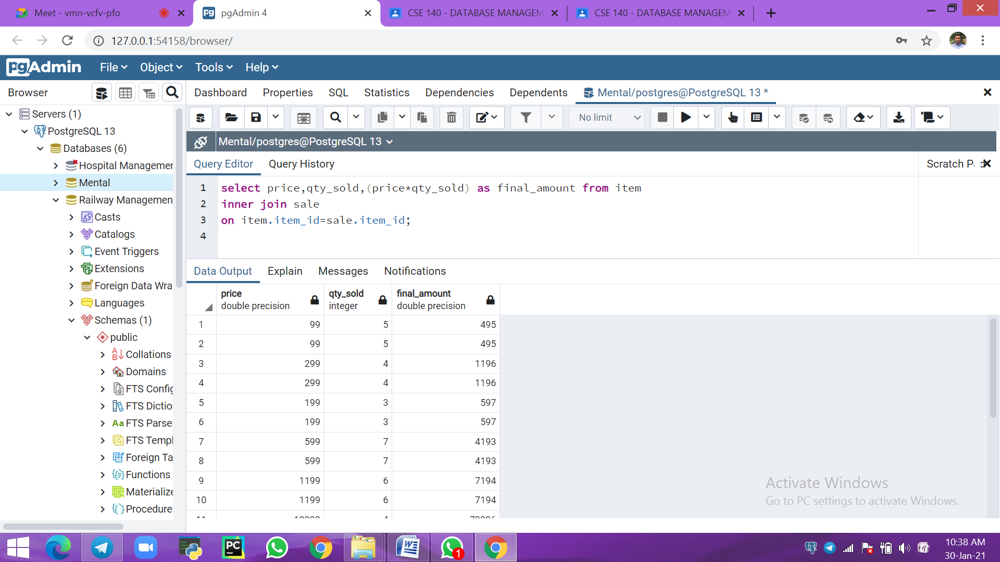 Meet - vmn-vcfv-pfo
pgAdmin 4
CSE 140 - DATABASE MANAGEM
CSE 140 - DATABASE MANAGEM
127.0.0.1:54158/browser/
pgAdmin
File
Object
Tools
Help
Browser
Dashboard
Properties
SQL
Statistics
Dependencies
Dependents
Mental/postgres@PostgreSQL 13 *
No limit
Servers (1)
PostgreSQL 13
Databases (6)
Hospital Managemer
Mental
Railway Managemen
Casts
Catalogs
Event Triggers
Extensions
Foreign Data Wra
Languages
Schemas (1)
public
Collations
Domains
FTS Config
FTS Dictio
Aa FTS Parse
FTS Templ
Foreign Ta
Functions
Materialize
Procedure
Mental/postgres@PostgreSQL 13
Query Editor
Query History
Scratch Pad
1 select price,qty_sold,(price*qty_sold) as final_amount from item
2 inner join sale
3 on item.item_id=sale.item_id;
4
Data Output
Explain
Messages
Notifications
price double precision
qty_sold integer
final_amount double precision
1 99 5 495
2 99 5 495
3 299 4 1196
4 299 4 1196
5 199 3 597
6 199 3 597
7 599 7 4193
8 599 7 4193
9 1199 6 7194
10 1199 6 7194
Activate Windows
Go to PC settings to activate Windows.
PC
W
1
10:38 AM
30-Jan-21